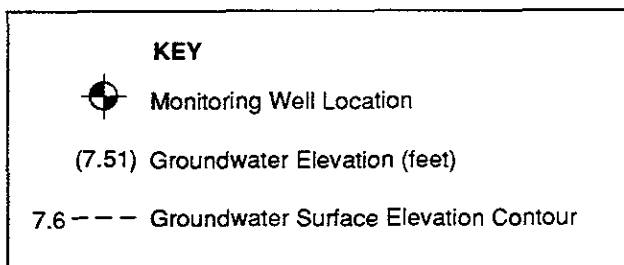 KEY
Monitoring Well Location
(7.51) Groundwater Elevation (feet)
7.6 --- Groundwater Surface Elevation Contour